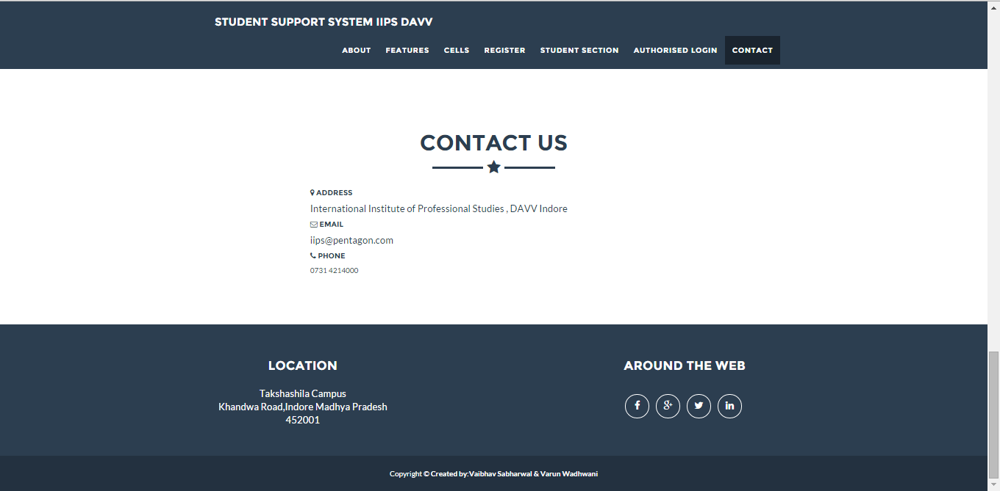 STUDENT SUPPORT SYSTEM IIPS DAVV
ABOUT FEATURES CELLS REGISTER STUDENT SECTION AUTHORISED LOGIN CONTACT
CONTACT US
ADDRESS
International Institute of Professional Studies , DAVV Indore
EMAIL
iips@pentagon.com
PHONE
0731 4214000
LOCATION
Takshashila Campus
Khandwa Road,Indore Madhya Pradesh
452001
AROUND THE WEB
Copyright © Created by:Vaibhav Sabharwal & Varun Wadhwani